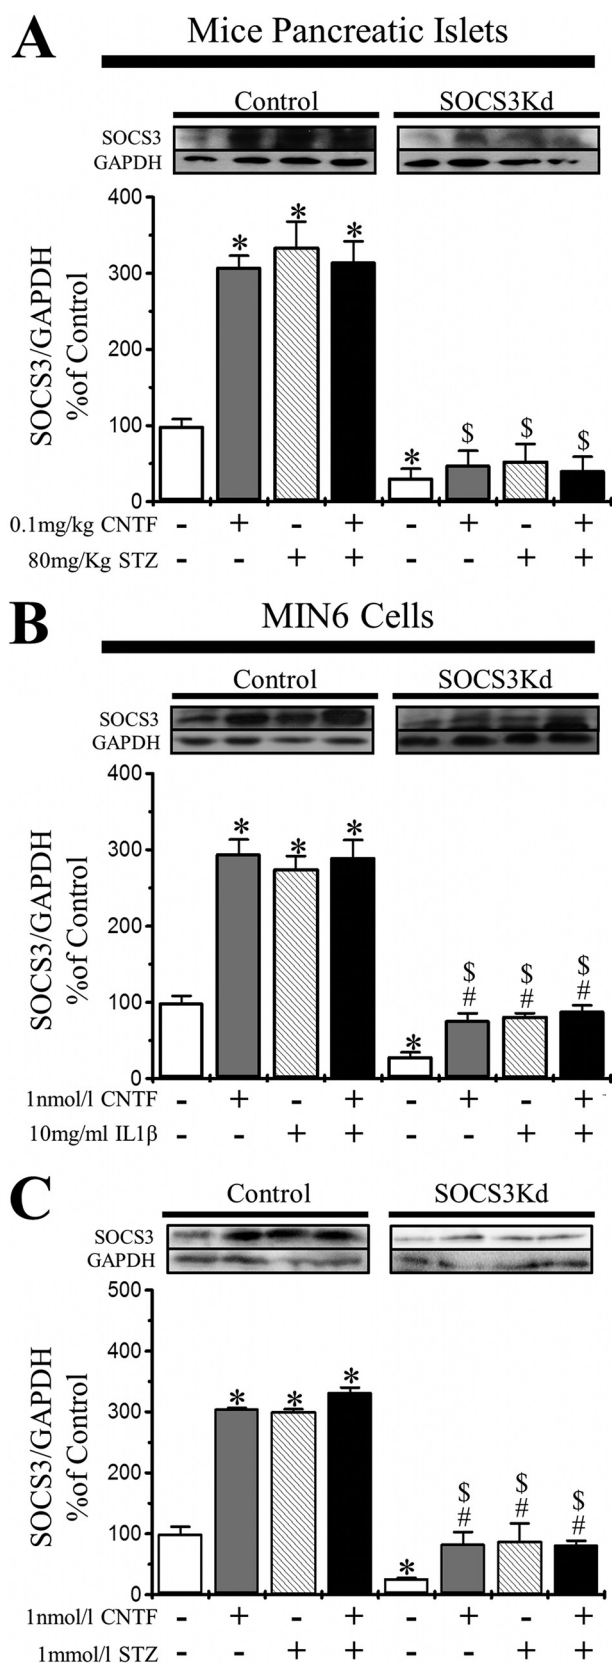 A
Mice Pancreatic Islets
Control SOCS3Kd
SOCS3
GAPDH
SOCS3/GAPDH
%of Control
400
300
200
100
0
* * * * $ $ $
0.1mg/kg CNTF - + - + - + - +
80mg/Kg STZ - - + + - - + +
B
MIN6 Cells
Control SOCS3Kd
SOCS3
GAPDH
SOCS3/GAPDH
%of Control
400
300
200
100
0
* * * * $ $ $
# # #
1nmol/l CNTF - + - + - + - +
10mg/ml IL1β - - + + - - + +
C
Control SOCS3Kd
SOCS3
GAPDH
SOCS3/GAPDH
%of Control
500
400
300
200
100
0
* * * * $ $ $
# # #
1nmol/l CNTF - + - + - + - +
1mmol/l STZ - - + + - - + +